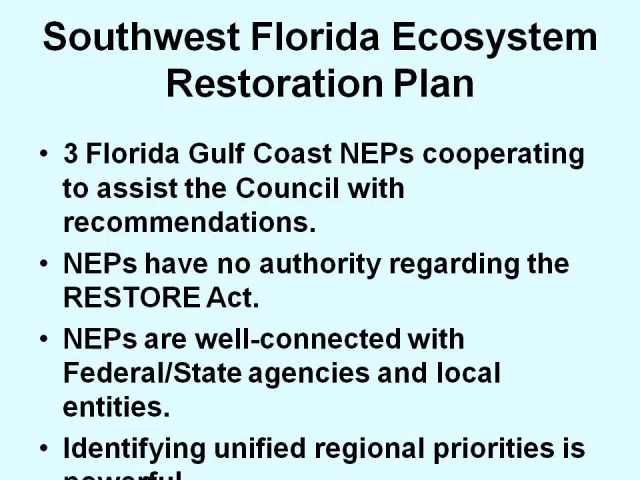 Southwest Florida Ecosystem
Restoration Plan
• 3 Florida Gulf Coast NEPs cooperating
to assist the Council with
recommendations.
• NEPs have no authority regarding the
RESTORE Act.
• NEPs are well-connected with
Federal/State agencies and local
entities.
• Identifying unified regional priorities is
powerful